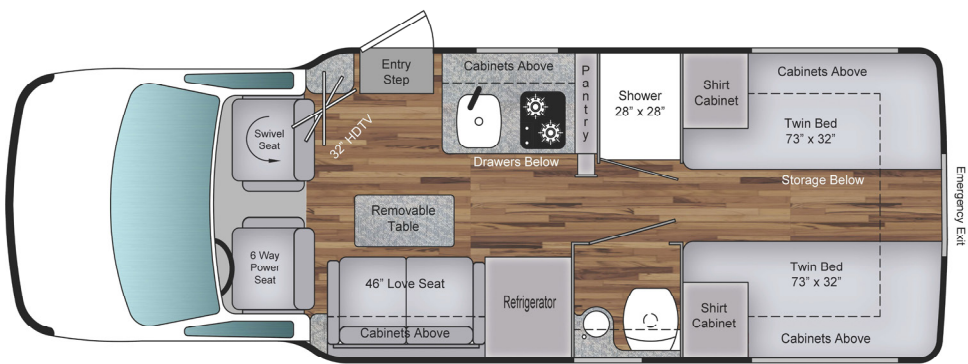 Entry
Step
Cabinets Above
Pantry
Shower
28” x 28”
Shirt
Cabinet
Cabinets Above
Twin Bed
73” x 32”
Swivel
Seat
32” HDTV
Drawers Below
Storage Below
Emergency Exit
Removable
Table
6 Way
Power
Seat
46” Love Seat
Cabinets Above
Refrigerator
Shirt
Cabinet
Twin Bed
73” x 32”
Cabinets Above